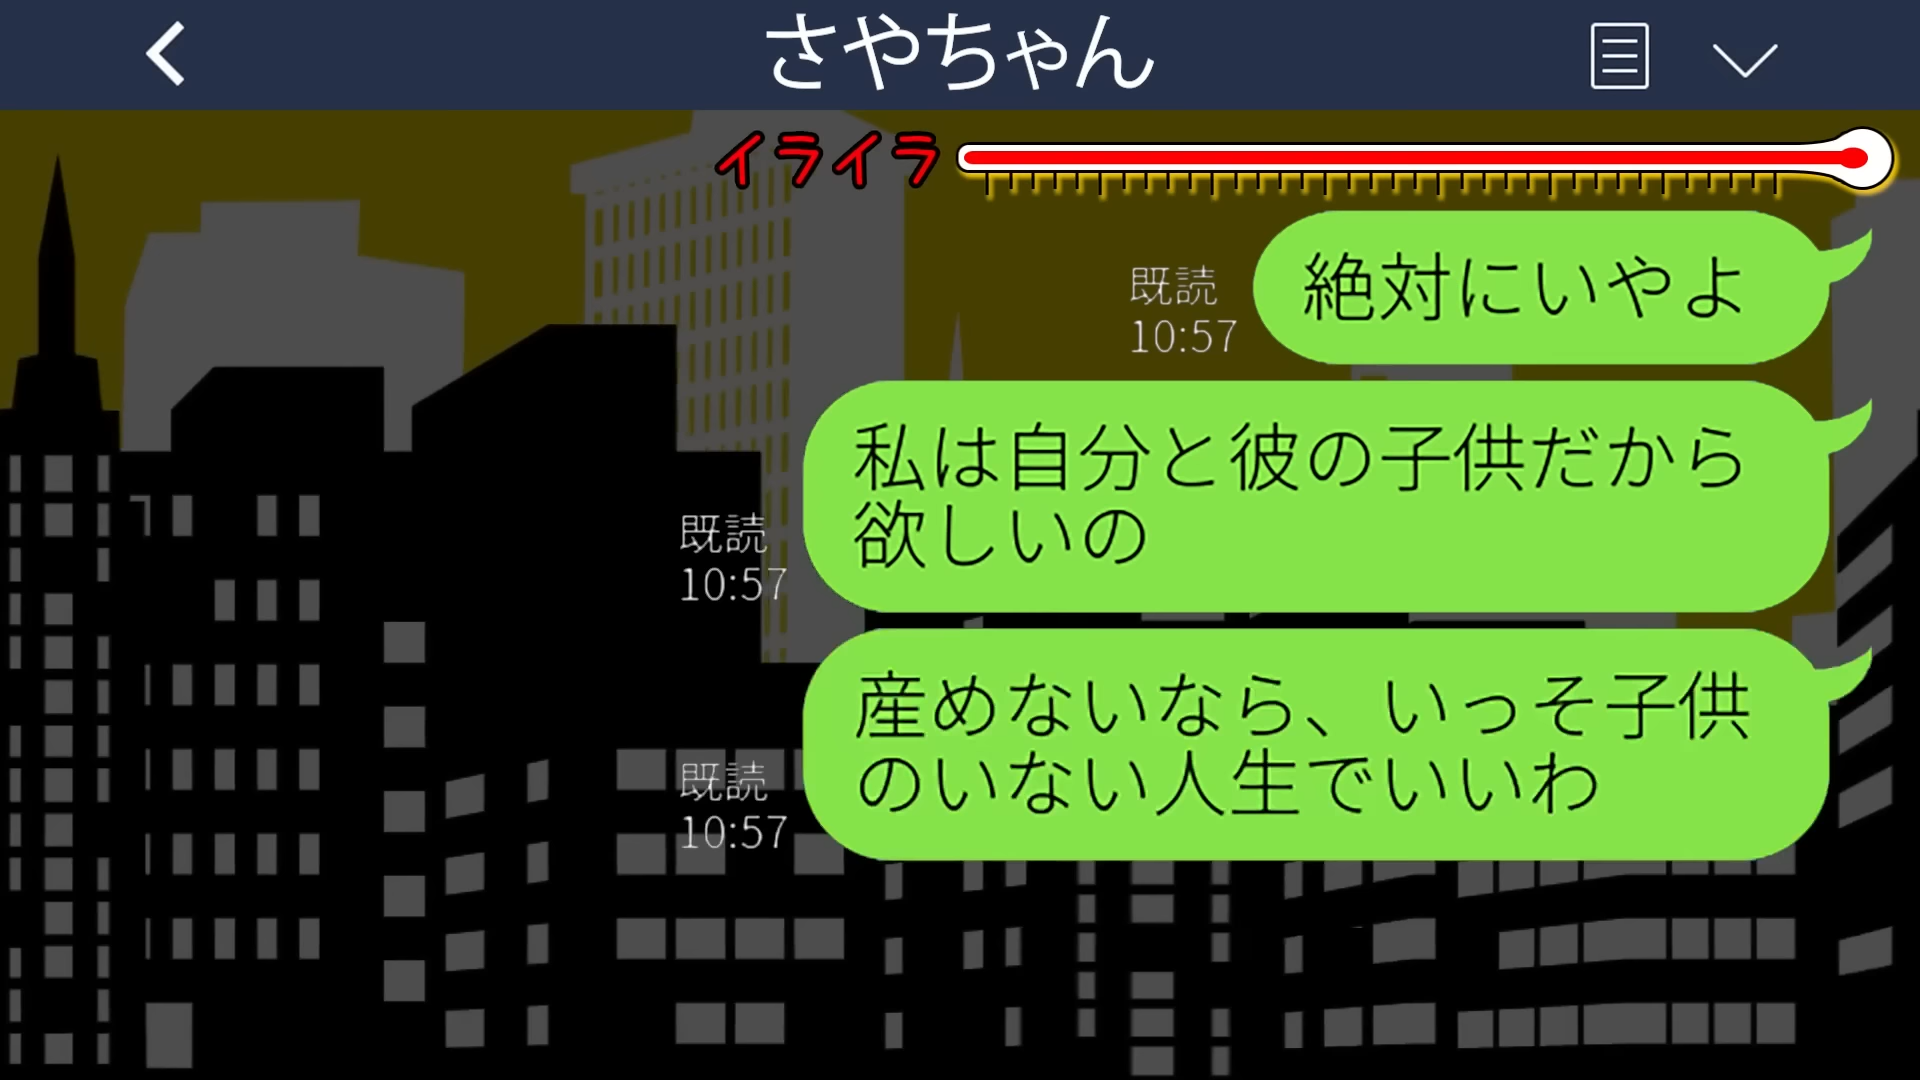 さやちゃん
イライラ
絶対にいやよ
既読
10:57
私は自分と彼の子供だから
欲しいの
既読
10:57
産めないなら、いっそ子供
のいない人生でいいわ
既読
10:57